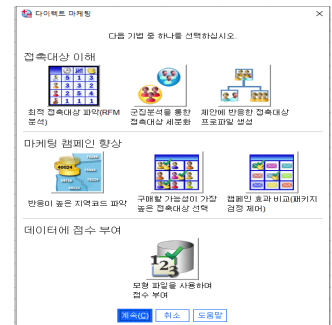 다이렉트 마케팅
다음 기법 중 하나를 선택하십시오.
접촉대상 이해
최적 접촉대상 파악(RFM
분석)
군집분석을 통한
접촉대상 세분화
제안에 반응한 접촉대상
프로파일 생성
마케팅 캠페인 향상
40024
반응이 높은 지역코드 파악
구매할 가능성이 가장
높은 접촉대상 선택
캠페인 효과 비교(패키지
검정 제어)
데이터에 점수 부여
123
모형 파일을 사용하며
점수 부여
계속(C) 취소 도움말